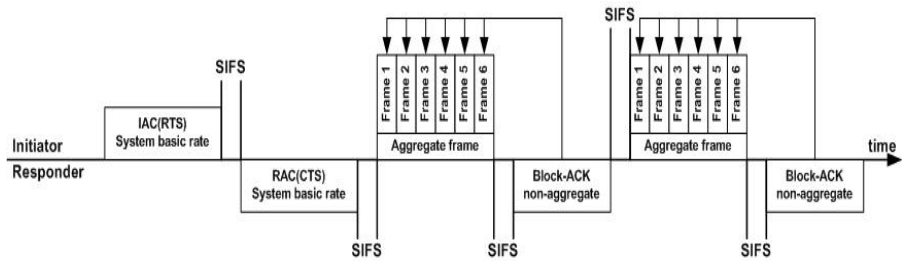 SIFS
SIFS
Frame 1
Frame 2
Frame 3
Frame 4
Frame 5
Frame 6
Frame 1
Frame 2
Frame 3
Frame 4
Frame 5
Frame 6
IAC(RTS)
System basic rate
Aggregate frame
Aggregate frame
Initiator
time
Responder
RAC(CTS)
System basic rate
Block-ACK
non-aggregate
Block-ACK
non-aggregate
SIFS
SIFS
SIFS